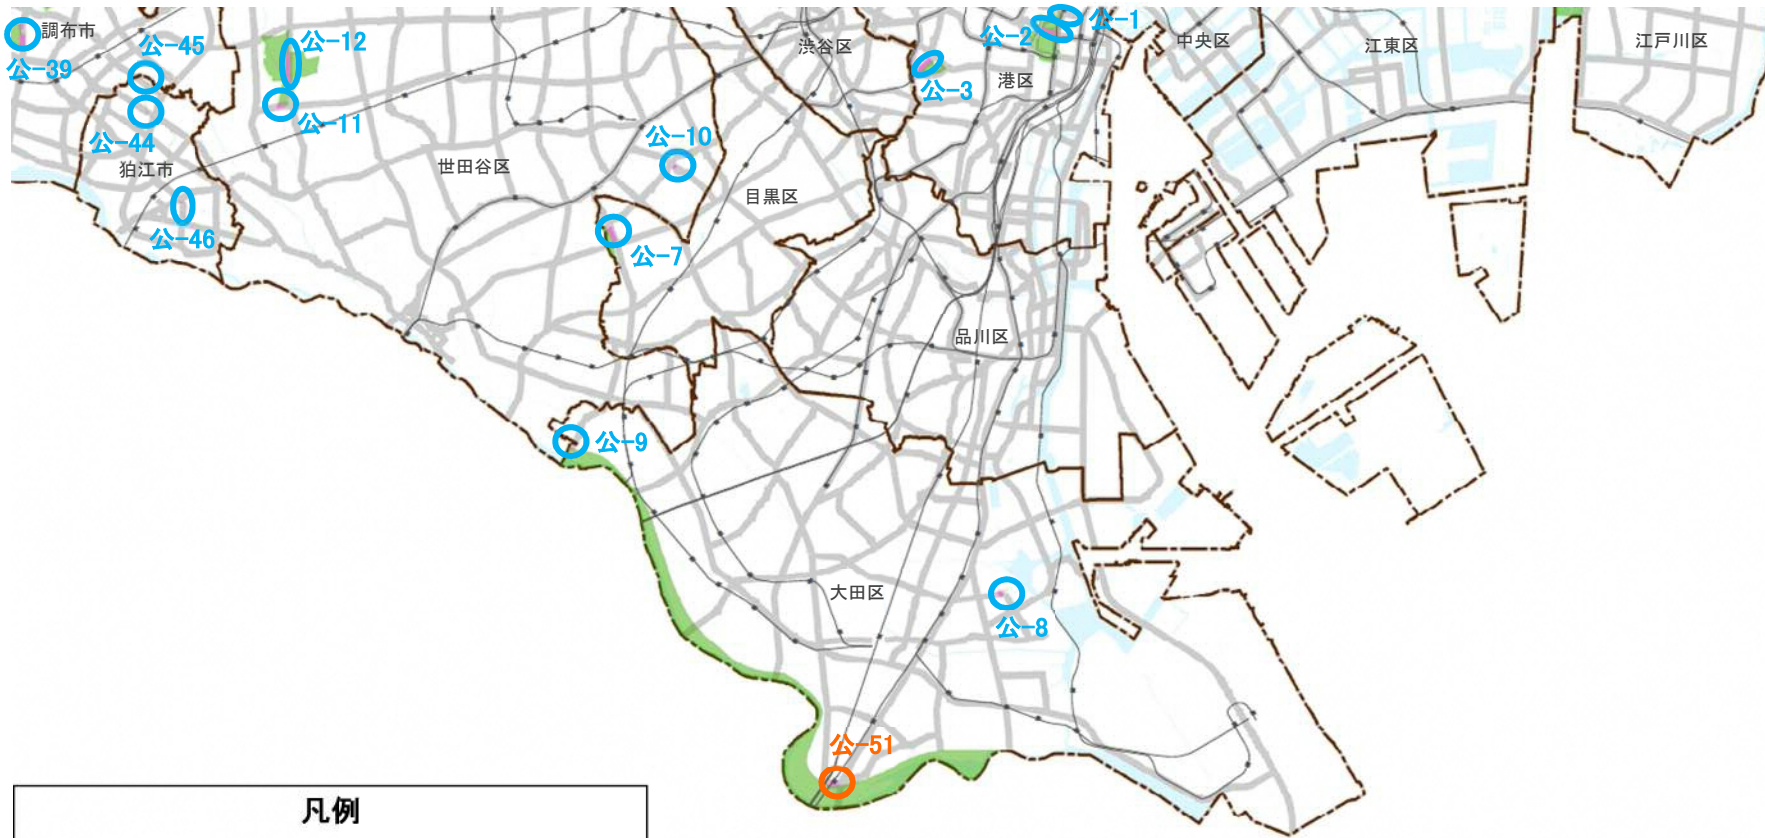 公-1
公-2
調布市
公-12
公-45
中央区
江戸川区
渋谷区
江東区
公-39
港区
公-3
公-11
公-10
公-44
世田谷区
狛江市
目黒区
公-46
公-7
品川区
公-9
大田区
公-8
公-51
凡例